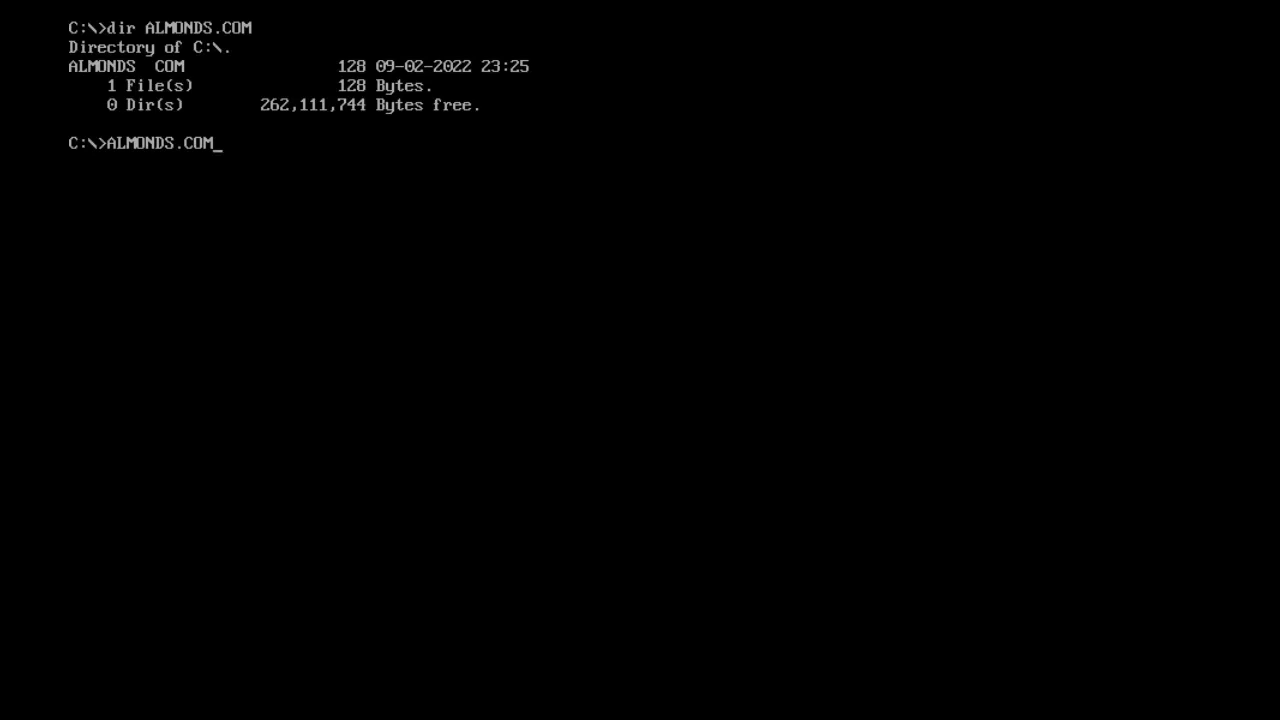 C:\>dir ALMONDS.COM
Directory of C:\.
ALMONDS  COM                128 09-02-2022 23:25
    1 File(s)               128 Bytes.
    0 Dir(s)        262,111,744 Bytes free.
C:\>ALMONDS.COM_